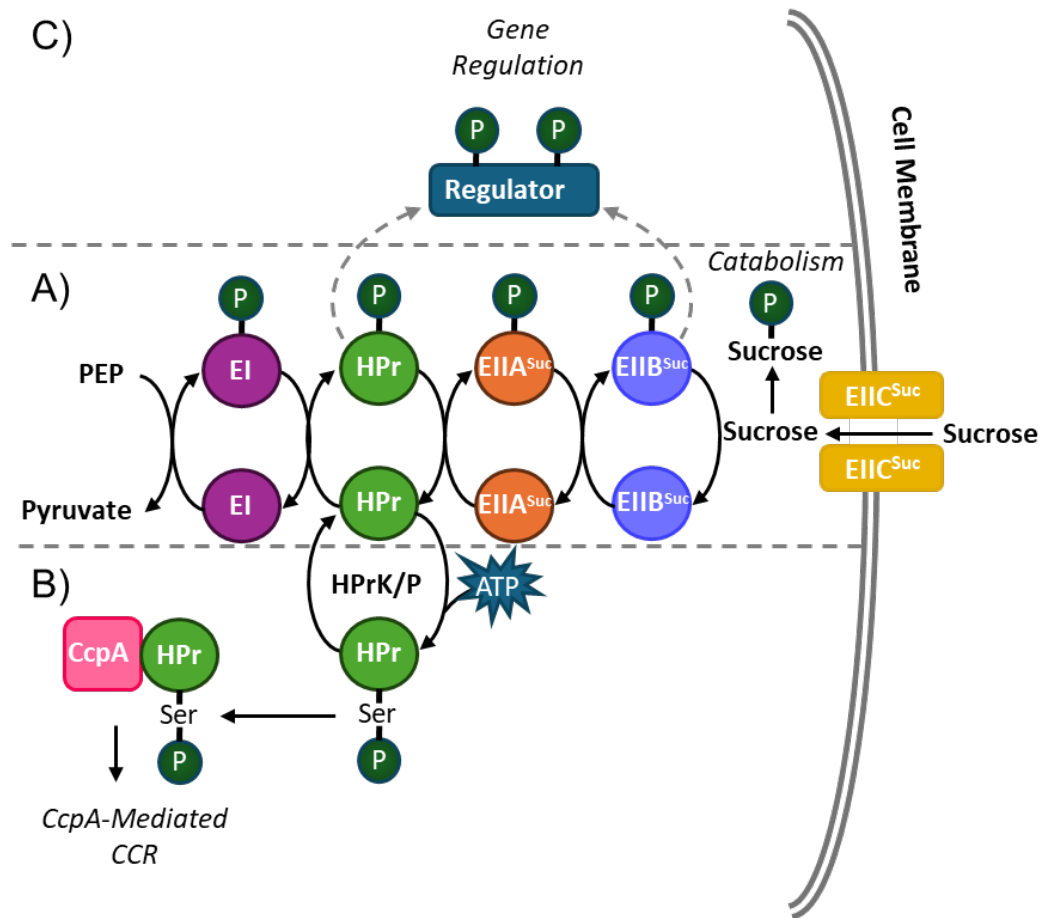 C)
Gene
Regulation
P P
Regulator
Cell Membrane
A)
Catabolism
P P P P P
PEP EI HPr EIIA^Suc EIIB^Suc Sucrose
EIIC^Suc
Sucrose Sucrose
EIIC^Suc
Pyruvate EI HPr EIIA^Suc EIIB^Suc
B)
HPrK/P ATP
CcpA HPr HPr
Ser Ser
P P
CcpA-Mediated
CCR